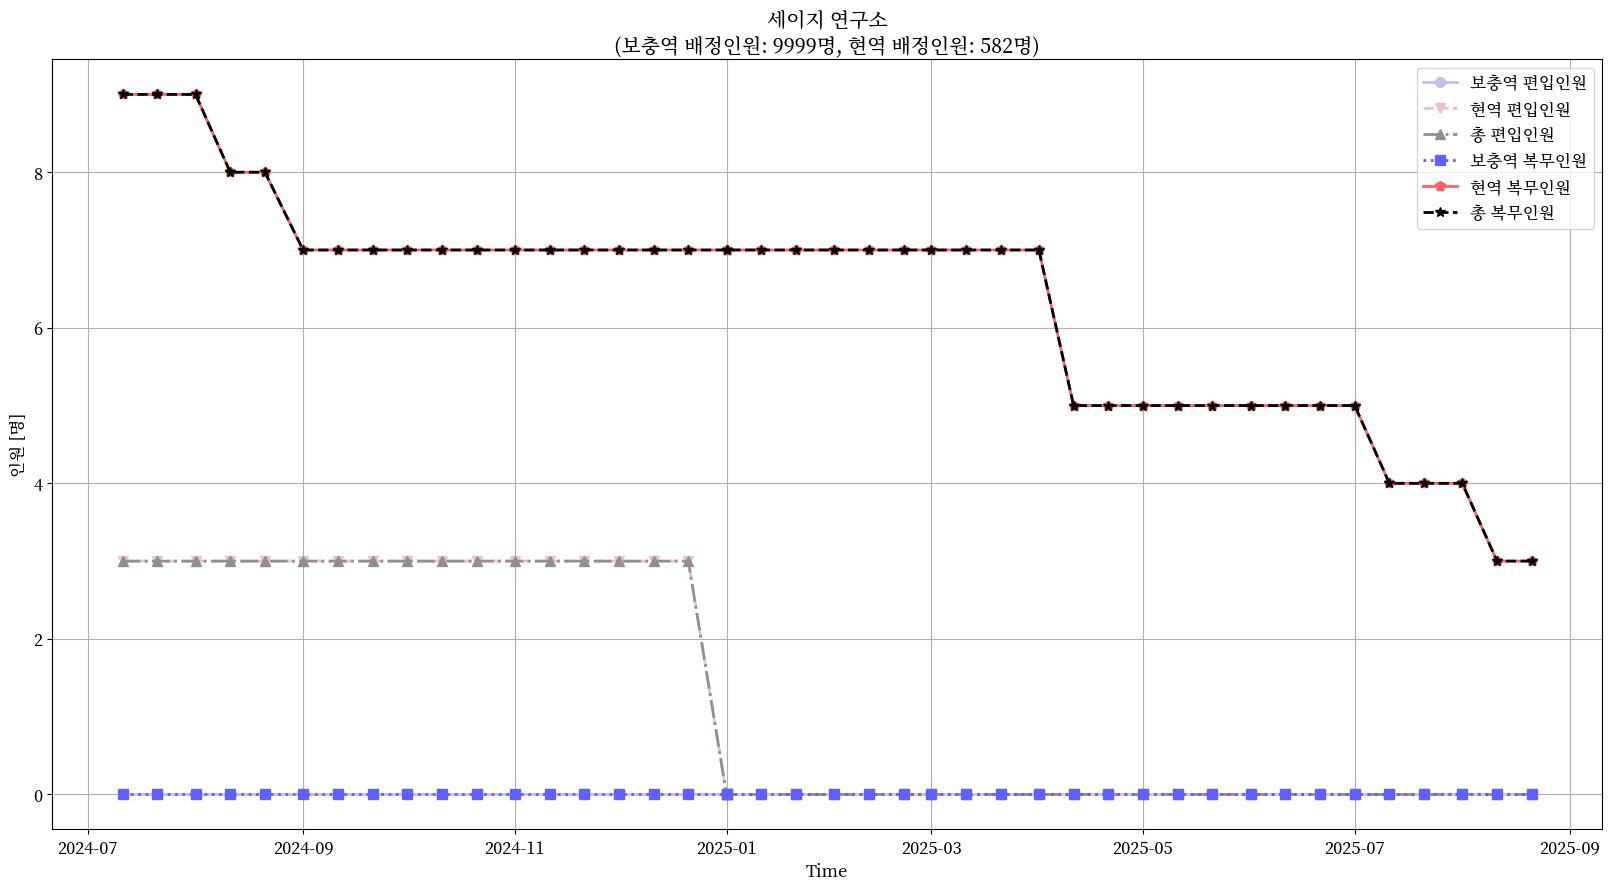 세이지 연구소
(보충역 배정인원: 9999명, 현역 배정인원: 582명)
보충역 편입인원
현역 편입인원
총 편입인원
보충역 복무인원
현역 복무인원
총 복무인원
인원 [명]
8
6
4
2
0
2024-07
2024-09
2024-11
2025-01
2025-03
2025-05
2025-07
2025-09
Time